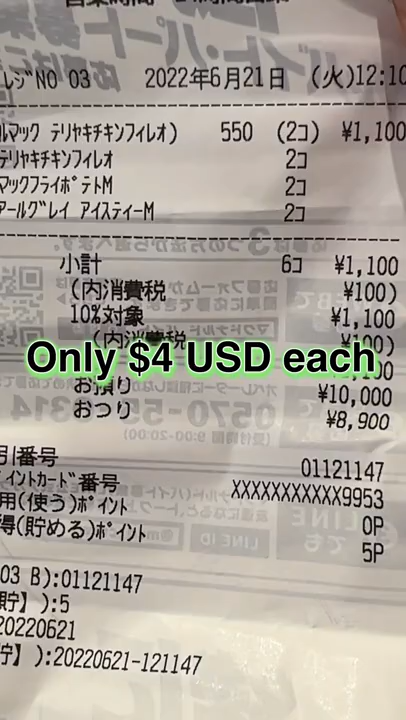 ﾚｼﾞNO 03 2022年6月21日 (火)12:10
ﾙﾏｯｸ ﾃﾘﾔｷﾁｷﾝﾌｨﾚｵ) 550 (2コ) ¥1,100
ﾃﾘﾔｷﾁｷﾝﾌｨﾚｵ 2コ
ﾏｯｸﾌﾗｲﾎﾟﾃﾄM 2コ
ｱｰﾙｸﾞﾚｲ ｱｲｽﾃｨｰM 2コ
小計 6コ ¥1,100
(内消費税 ¥100)
10%対象 ¥1,100
(内消費税 ¥100)
Only $4 USD each
お預り ¥10,000
おつり ¥8,900
引番号 01121147
ｲﾝﾄｶｰﾄﾞ番号 XXXXXXXXXXXX9953
用(使う)ﾎﾟｲﾝﾄ 0P
得(貯める)ﾎﾟｲﾝﾄ 5P
03 B):01121147
貯】):5
20220621
):20220621-121147